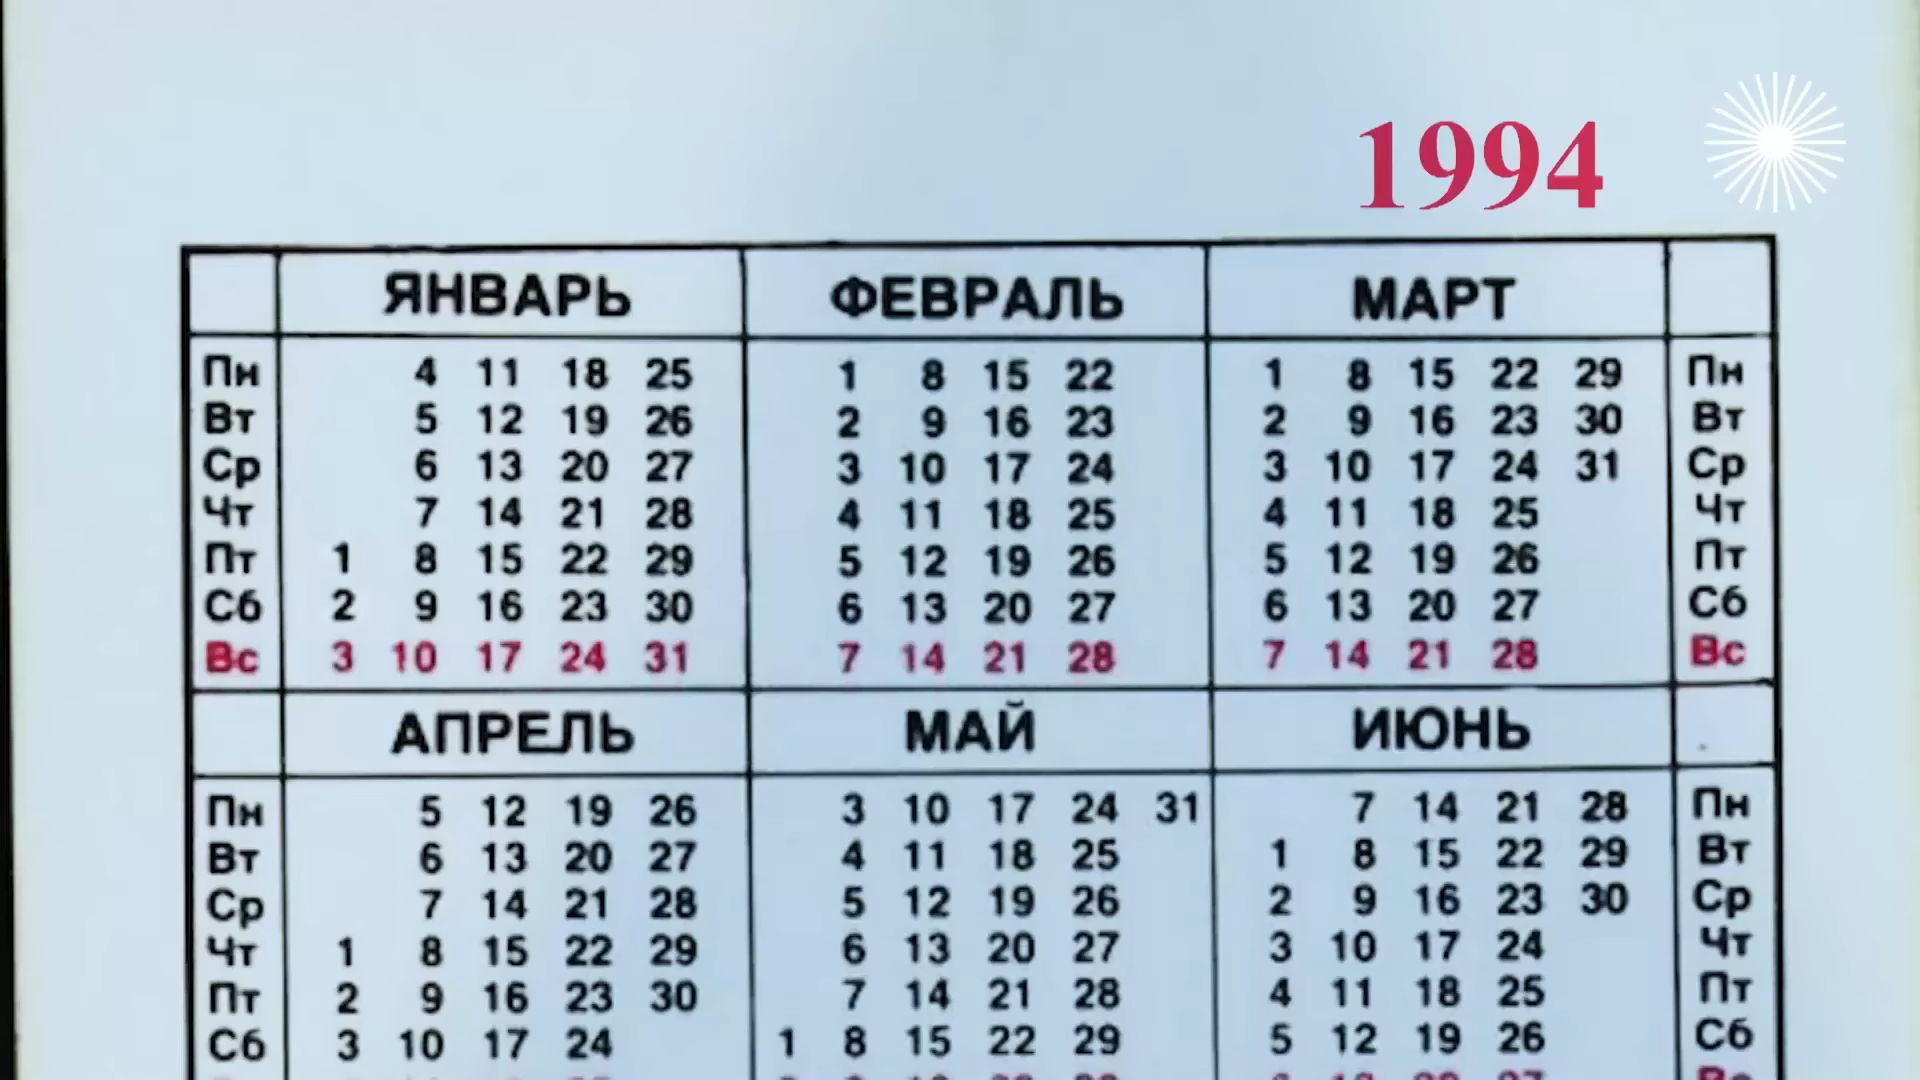 1994
ЯНВАРЬ ФЕВРАЛЬ МАРТ
Пн 4 11 18 25 1 8 15 22 1 8 15 22 29 Пн
Вт 5 12 19 26 2 9 16 23 2 9 16 23 30 Вт
Ср 6 13 20 27 3 10 17 24 3 10 17 24 31 Ср
Чт 7 14 21 28 4 11 18 25 4 11 18 25 Чт
Пт 1 8 15 22 29 5 12 19 26 5 12 19 26 Пт
Сб 2 9 16 23 30 6 13 20 27 6 13 20 27 Сб
Вс 3 10 17 24 31 7 14 21 28 7 14 21 28 Вс
АПРЕЛЬ МАЙ ИЮНЬ
Пн 5 12 19 26 3 10 17 24 31 7 14 21 28 Пн
Вт 6 13 20 27 4 11 18 25 1 8 15 22 29 Вт
Ср 7 14 21 28 5 12 19 26 2 9 16 23 30 Ср
Чт 1 8 15 22 29 6 13 20 27 3 10 17 24 Чт
Пт 2 9 16 23 30 7 14 21 28 4 11 18 25 Пт
Сб 3 10 17 24 1 8 15 22 29 5 12 19 26 Сб